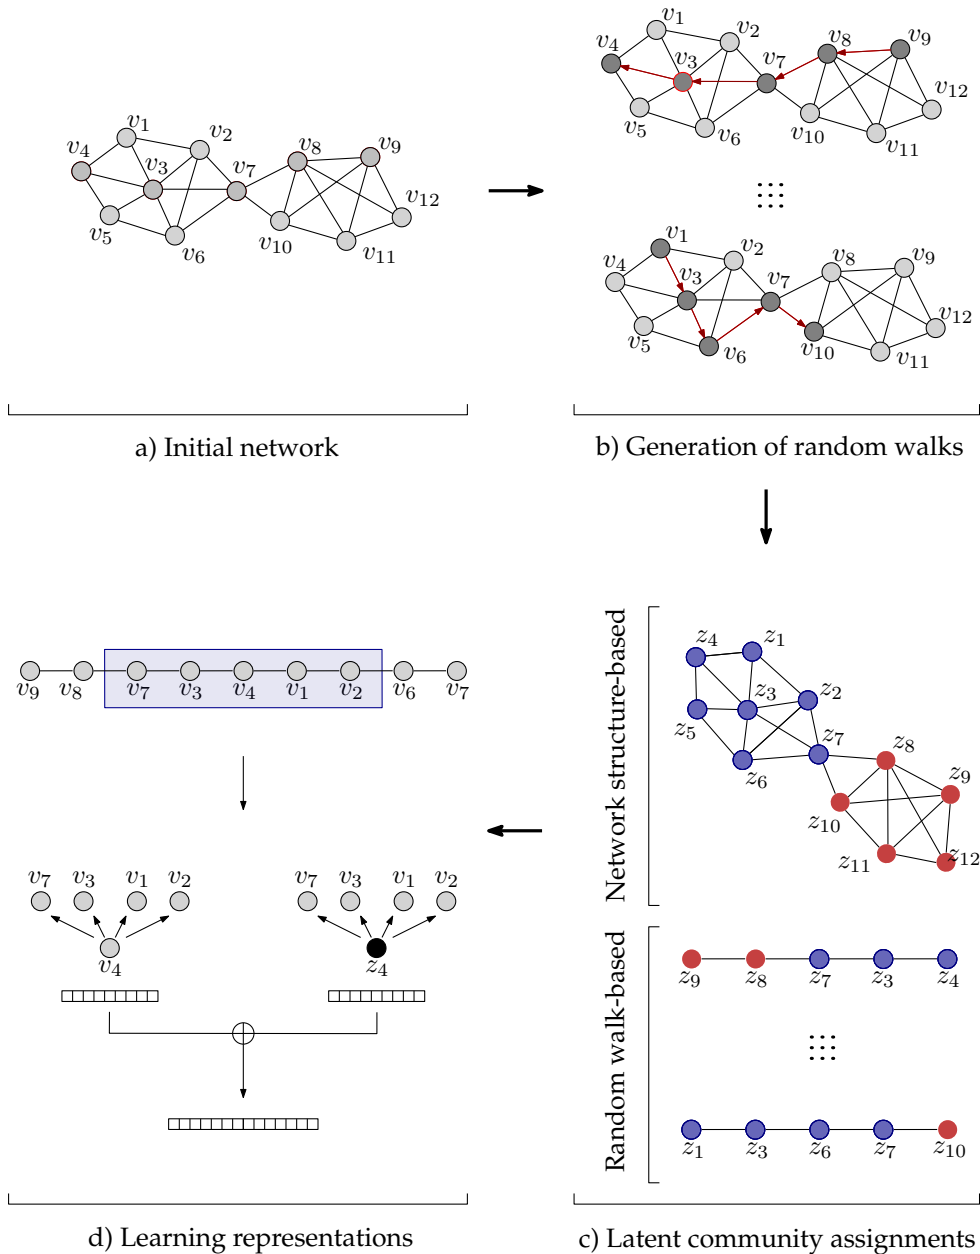 v1
v2
v3
v4
v5
v6
v7
v8
v9
v10
v11
v12
a) Initial network
v1
v2
v3
v4
v5
v6
v7
v8
v9
v10
v11
v12
v1
v2
v3
v4
v5
v6
v7
v8
v9
v10
v11
v12
b) Generation of random walks
v9 v8 v7 v3 v4 v1 v2 v6 v7
v7 v3 v1 v2
v4
v7 v3 v1 v2
z4
d) Learning representations
Network structure-based
z4
z1
z3
z2
z5
z7
z6
z8
z9
z10
z11
z12
Random walk-based
z9 z8 z7 z3 z4
z1 z3 z6 z7 z10
c) Latent community assignments